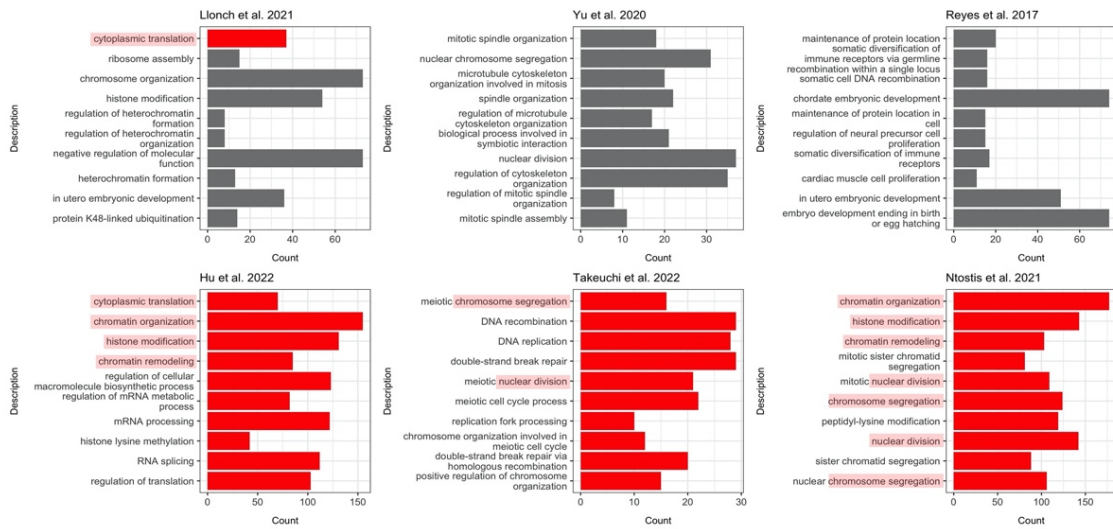 Llonch et al. 2021
Description
cytoplasmic translation
ribosome assembly
chromosome organization
histone modification
regulation of heterochromatin
formation
regulation of heterochromatin
organization
negative regulation of molecular
function
heterochromatin formation
in utero embryonic development
protein K48-linked ubiquitination
0 20 40 60
Count
Yu et al. 2020
Description
mitotic spindle organization
nuclear chromosome segregation
microtubule cytoskeleton
organization involved in mitosis
spindle organization
regulation of microtubule
cytoskeleton organization
biological process involved in
symbiotic interaction
nuclear division
regulation of cytoskeleton
organization
regulation of mitotic spindle
organization
mitotic spindle assembly
0 10 20 30
Count
Reyes et al. 2017
Description
maintenance of protein location
somatic diversification of
immune receptors via germline
recombination within a single locus
somatic cell DNA recombination
chordate embryonic development
maintenance of protein location in
cell
regulation of neural precursor cell
proliferation
somatic diversification of immune
receptors
cardiac muscle cell proliferation
in utero embryonic development
embryo development ending in birth
or egg hatching
0 20 40 60
Count
Hu et al. 2022
Description
cytoplasmic translation
chromatin organization
histone modification
chromatin remodeling
regulation of cellular
macromolecule biosynthetic process
regulation of mRNA metabolic
process
mRNA processing
histone lysine methylation
RNA splicing
regulation of translation
0 50 100 150
Count
Takeuchi et al. 2022
Description
meiotic chromosome segregation
DNA recombination
DNA replication
double-strand break repair
meiotic nuclear division
meiotic cell cycle process
replication fork processing
chromosome organization involved in
meiotic cell cycle
double-strand break repair via
homologous recombination
positive regulation of chromosome
organization
0 10 20 30
Count
Ntostis et al. 2021
Description
chromatin organization
histone modification
chromatin remodeling
mitotic sister chromatid
segregation
mitotic nuclear division
chromosome segregation
peptidyl-lysine modification
nuclear division
sister chromatid segregation
nuclear chromosome segregation
0 50 100 150
Count